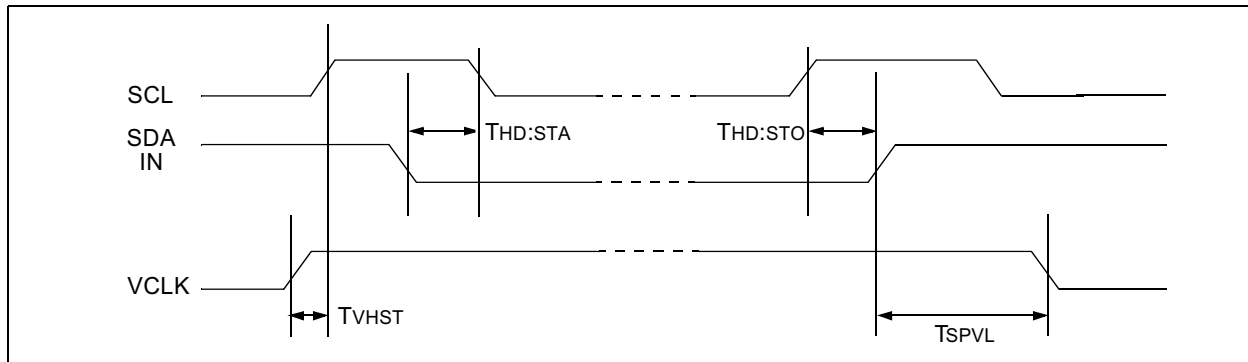 SCL
SDA
IN
THD:STA
THD:STO
VCLK
TVHST
TSPVL